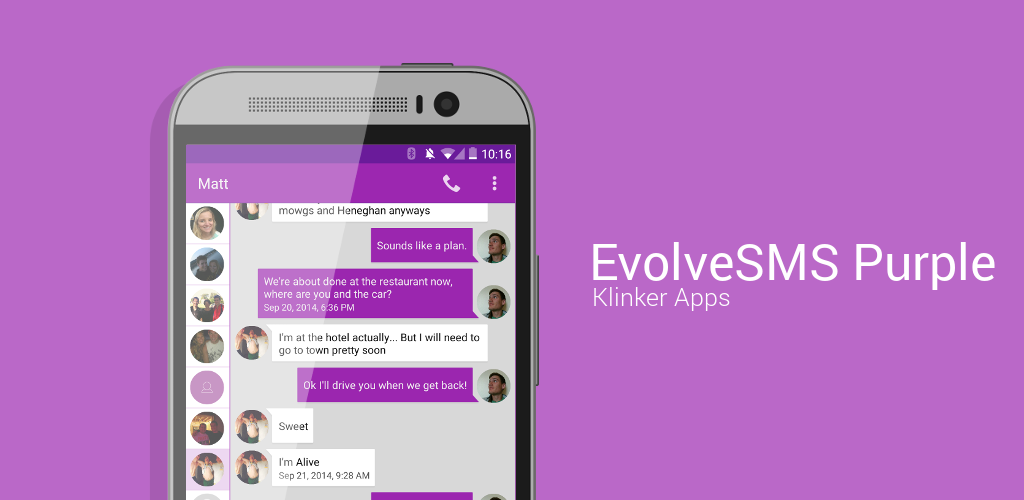 10:16
Matt
mowgs and Heneghan anyways
Sounds like a plan.
We're about done at the restaurant now,
where are you and the car?
Sep 20, 2014, 6:36 PM
I'm at the hotel actually... But I will need to
go to town pretty soon
Ok I'll drive you when we get back!
Sweet
I'm Alive
Sep 21, 2014, 9:28 AM
EvolveSMS Purple
Klinker Apps